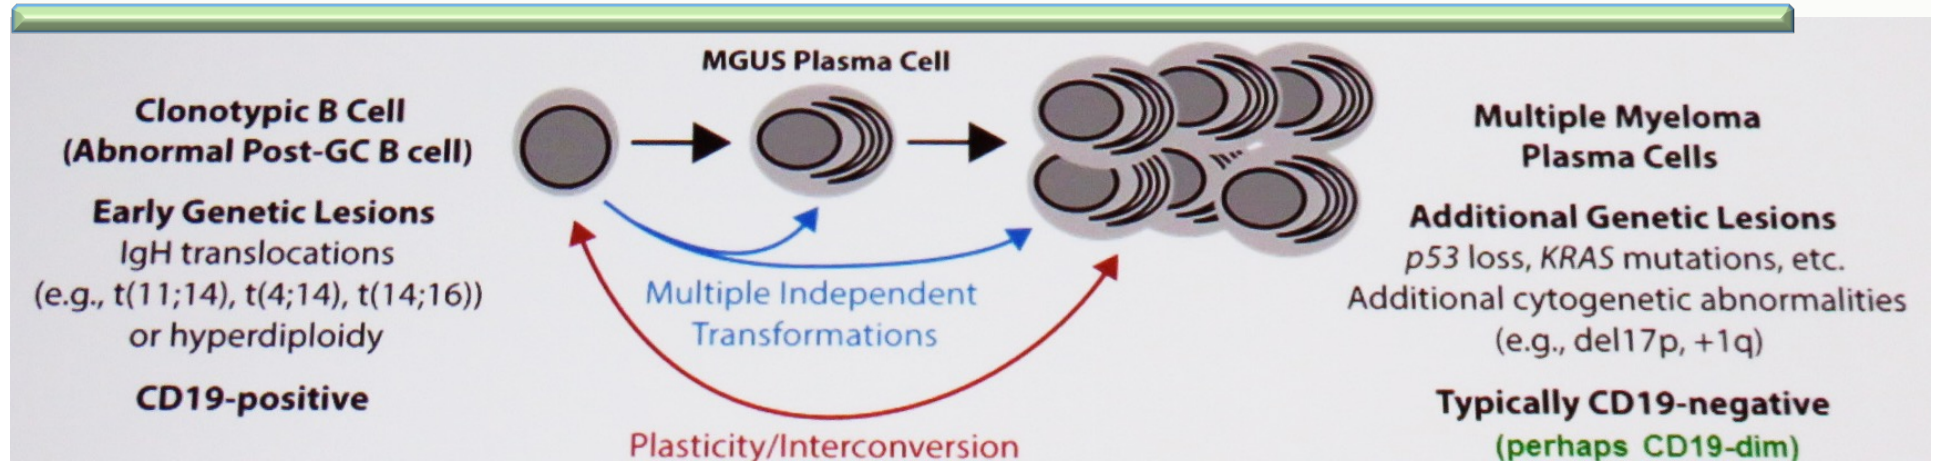 MGUS Plasma Cell
Clonotypic B Cell
(Abnormal Post-GC B cell)
Early Genetic Lesions
IgH translocations
(e.g., t(11;14), t(4;14), t(14;16))
or hyperdiploidy
CD19-positive
Multiple Independent
Transformations
Plasticity/Interconversion
Multiple Myeloma
Plasma Cells
Additional Genetic Lesions
p53 loss, KRAS mutations, etc.
Additional cytogenetic abnormalities
(e.g., del17p, +1q)
Typically CD19-negative
(perhaps CD19-dim)